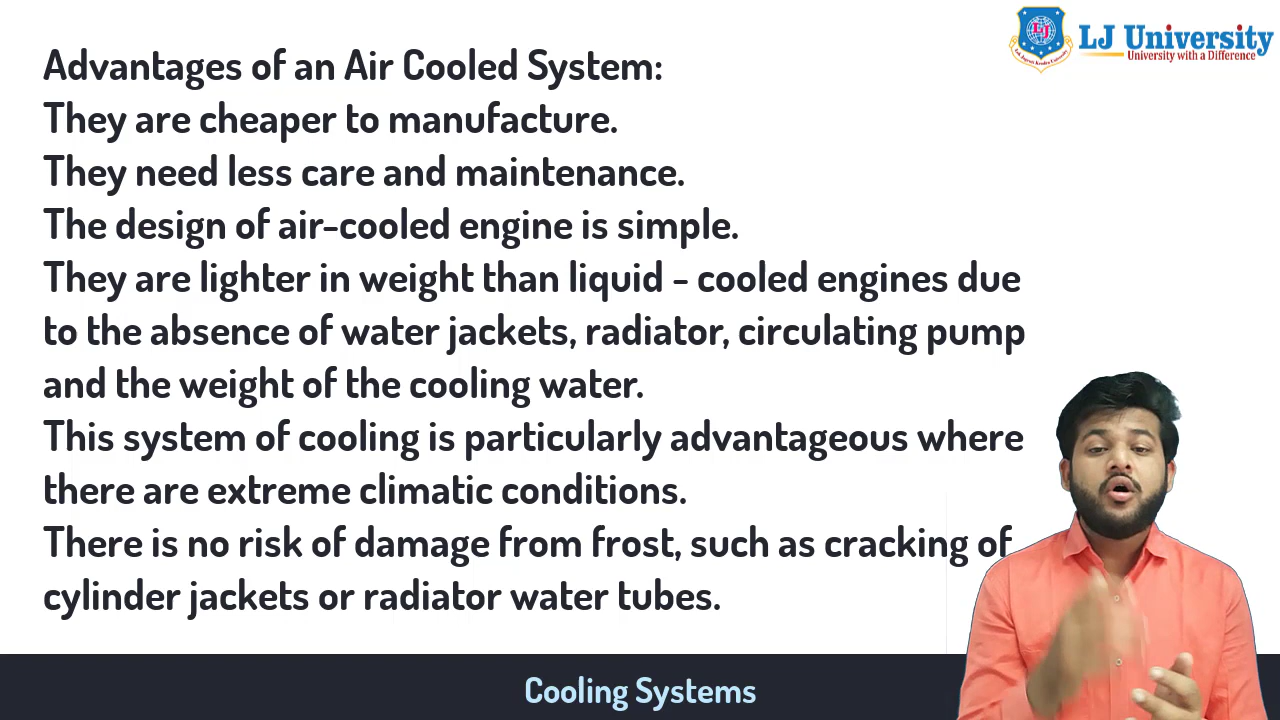 LJ University
University with a Difference
Advantages of an Air Cooled System:
They are cheaper to manufacture.
They need less care and maintenance.
The design of air-cooled engine is simple.
They are lighter in weight than liquid - cooled engines due
to the absence of water jackets, radiator, circulating pump
and the weight of the cooling water.
This system of cooling is particularly advantageous where
there are extreme climatic conditions.
There is no risk of damage from frost, such as cracking of
cylinder jackets or radiator water tubes.
Cooling Systems